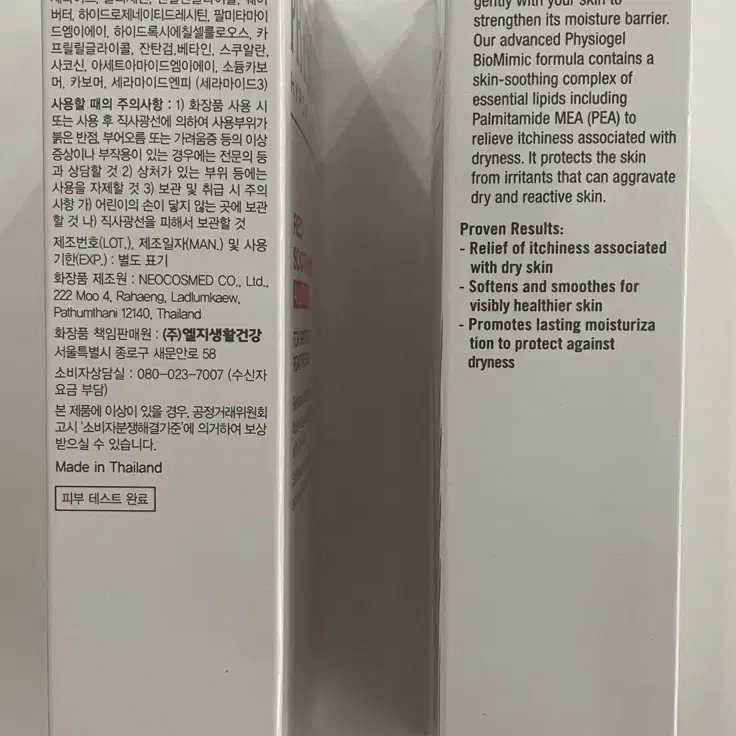 버터, 하이드로제네이티드레시틴, 팔미타마이
드엠이에이, 하이드록시에칠셀룰로오스, 카
프릴릴글라이콜, 잔탄검,베타인, 스쿠알란,
사코신, 아세트아마이드엠이에이, 소듐카보
머, 카보머, 세라마이드엔피 (세라마이드3)
사용할 때의 주의사항 : 1) 화장품 사용 시
또는 사용 후 직사광선에 의하여 사용부위가
붉은 반점, 부어오름 또는 가려움증 등의 이상
증상이나 부작용이 있는 경우에는 전문의 등
과 상담할 것 2) 상처가 있는 부위 등에는
사용을 자제할 것 3) 보관 및 취급 시 주의
사항 가) 어린이의 손이 닿지 않는 곳에 보관
할 것 나) 직사광선을 피해서 보관할 것
제조번호(LOT.), 제조일자(MAN.) 및 사용
기한(EXP.) : 별도 표기
화장품 제조원 : NEOCOSMED CO., Ltd.,
222 Moo 4, Rahaeng, Ladlumkaew,
Pathumthani 12140, Thailand
화장품 책임판매원 : (주)엘지생활건강
서울특별시 종로구 새문안로 58
소비자상담실 : 080-023-7007 (수신자
요금 부담)
본 제품에 이상이 있을 경우, 공정거래위원회
고시 '소비자분쟁해결기준'에 의거하여 보상
받으실 수 있습니다.
Made in Thailand
피부 테스트 완료
gently with your skin to
strengthen its moisture barrier.
Our advanced Physiogel
BioMimic formula contains a
skin-soothing complex of
essential lipids including
Palmitamide MEA (PEA) to
relieve itchiness associated with
dryness. It protects the skin
from irritants that can aggravate
dry and reactive skin.
Proven Results:
- Relief of itchiness associated
with dry skin
- Softens and smoothes for
visibly healthier skin
- Promotes lasting moisturiza
tion to protect against
dryness